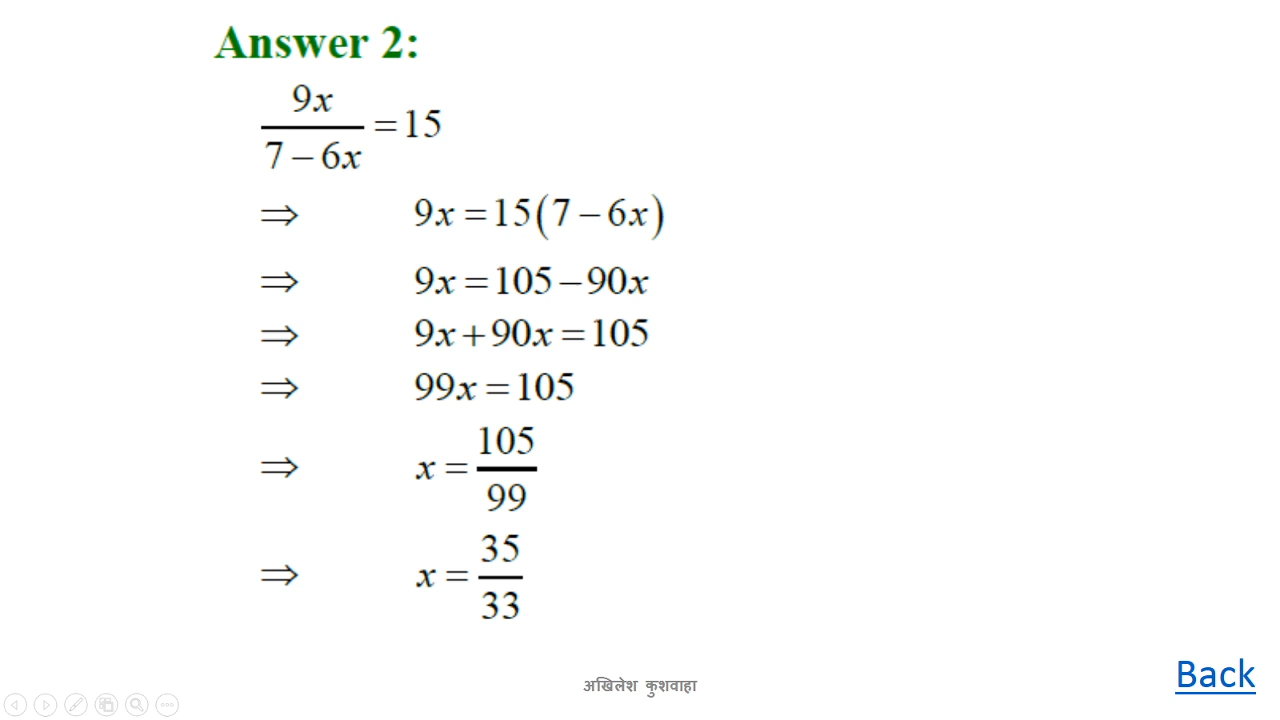 Answer 2:
9x/(7 – 6x) = 15
⇒ 9x = 15(7 – 6x)
⇒ 9x = 105 – 90x
⇒ 9x + 90x = 105
⇒ 99x = 105
⇒ x = 105/99
⇒ x = 35/33
अखिलेश कुशवाहा
Back